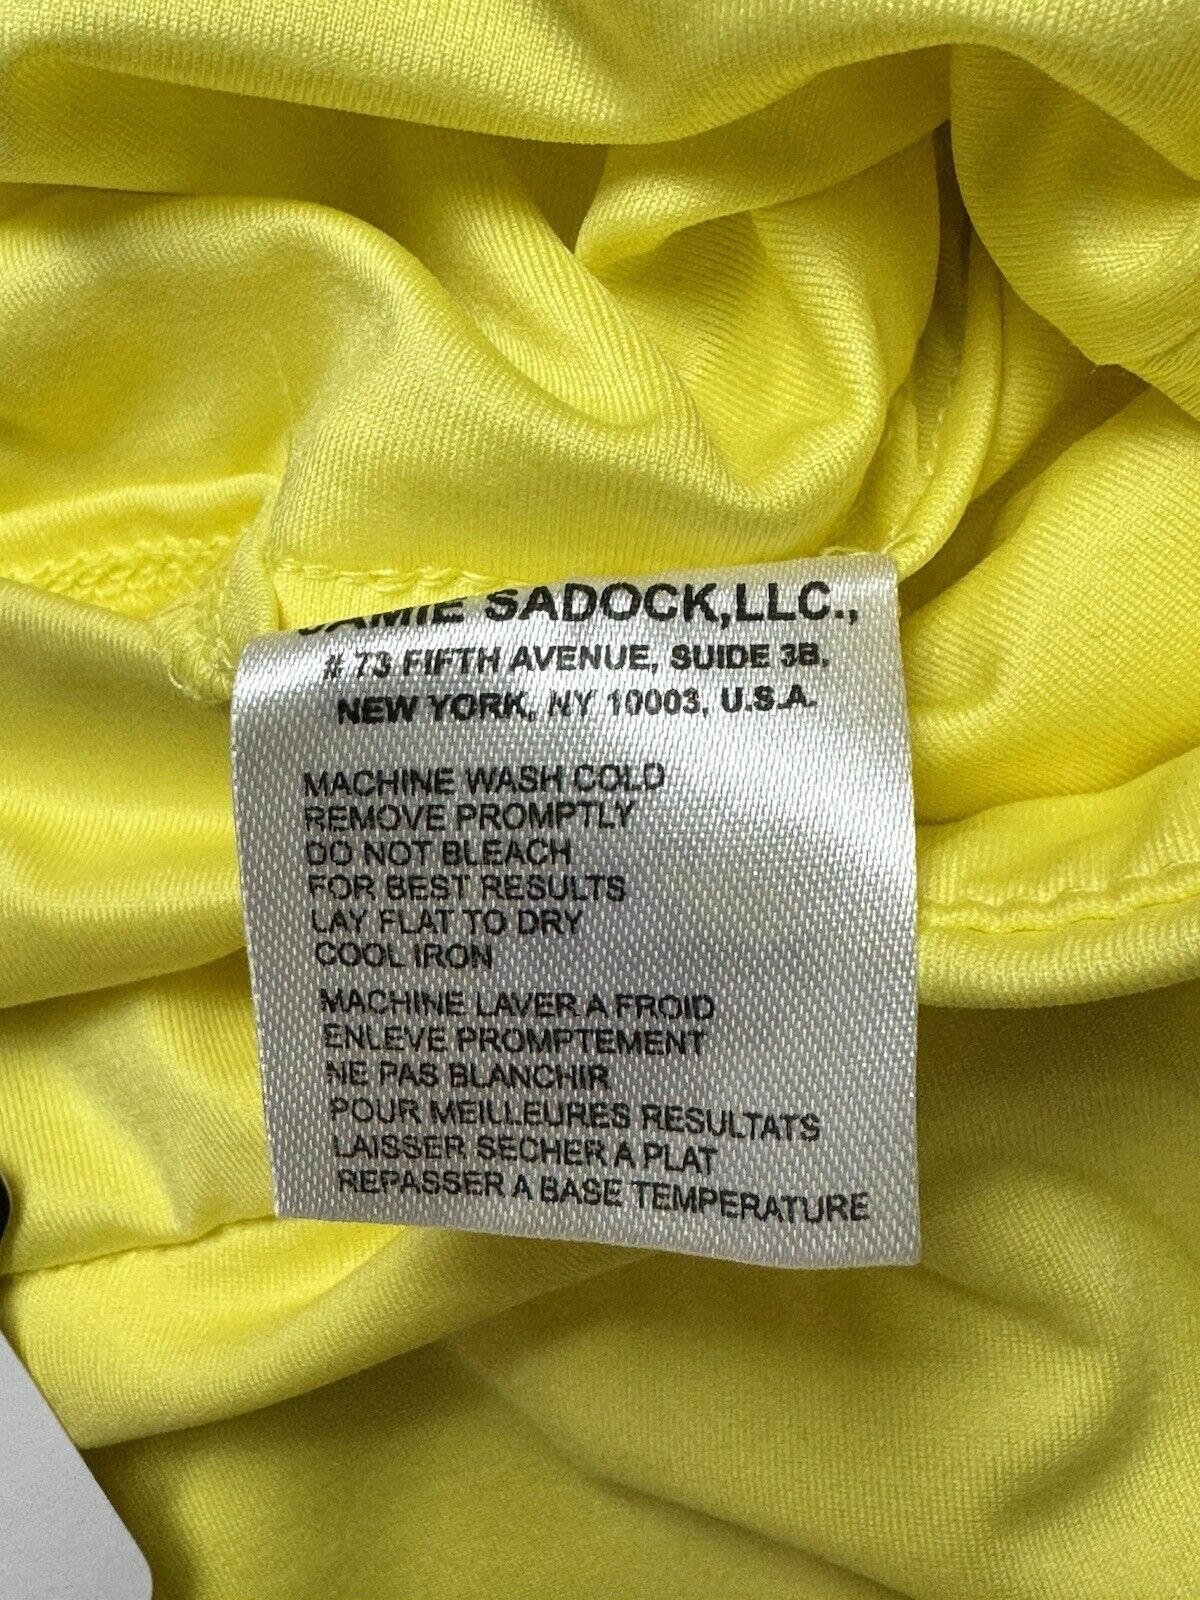 JAMIE SADOCK,LLC.,
# 73 FIFTH AVENUE, SUIDE 3B,
NEW YORK, NY 10003, U.S.A.
MACHINE WASH COLD
REMOVE PROMPTLY
DO NOT BLEACH
FOR BEST RESULTS
LAY FLAT TO DRY
COOL IRON
MACHINE LAVER A FROID
ENLEVE PROMPTEMENT
NE PAS BLANCHIR
POUR MEILLEURES RESULTATS
LAISSER SECHER A PLAT
REPASSER A BASE TEMPERATURE